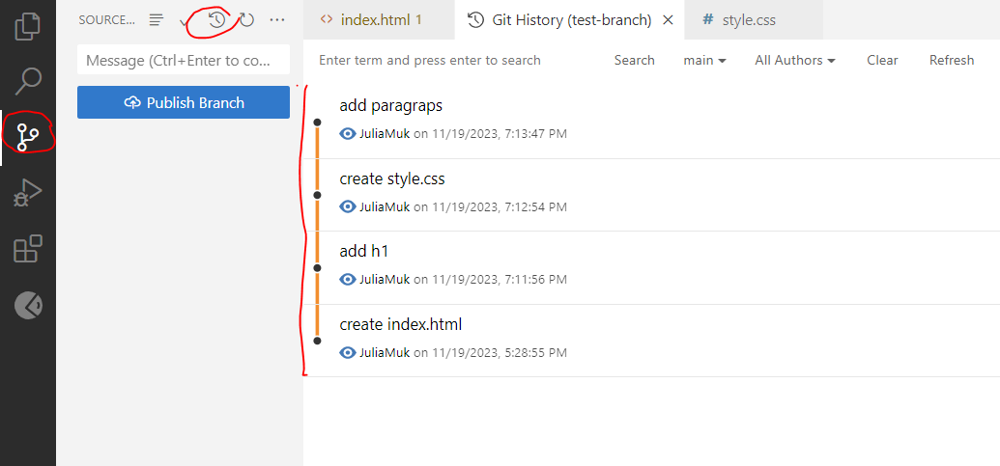 SOURCE...
index.html 1
Git History (test-branch)
style.css
Message (Ctrl+Enter to co...
Enter term and press enter to search
Search
main
All Authors
Clear
Refresh
Publish Branch
add paragraps
JuliaMuk on 11/19/2023, 7:13:47 PM
create style.css
JuliaMuk on 11/19/2023, 7:12:54 PM
add h1
JuliaMuk on 11/19/2023, 7:11:56 PM
create index.html
JuliaMuk on 11/19/2023, 5:28:55 PM